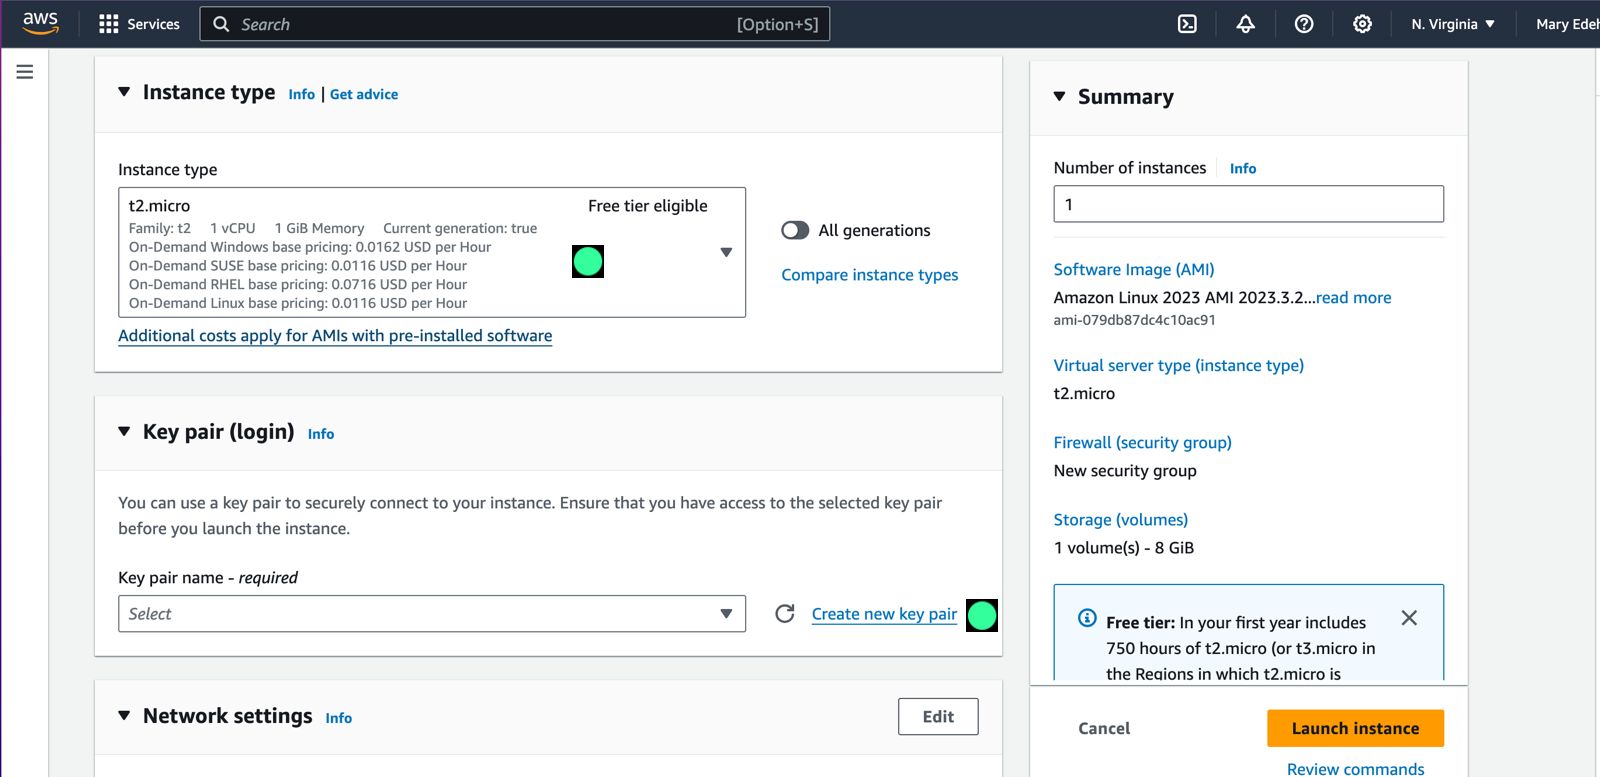 aws
Services
Search
[Option+S]
N. Virginia
Mary Edeh
Instance type
Info | Get advice
Instance type
t2.micro
Free tier eligible
Family: t2 1 vCPU 1 GiB Memory Current generation: true
On-Demand Windows base pricing: 0.0162 USD per Hour
On-Demand SUSE base pricing: 0.0116 USD per Hour
On-Demand RHEL base pricing: 0.0716 USD per Hour
On-Demand Linux base pricing: 0.0116 USD per Hour
All generations
Compare instance types
Additional costs apply for AMIs with pre-installed software
Key pair (login)
Info
You can use a key pair to securely connect to your instance. Ensure that you have access to the selected key pair
before you launch the instance.
Key pair name - required
Select
Create new key pair
Network settings
Info
Edit
Summary
Number of instances
Info
1
Software Image (AMI)
Amazon Linux 2023 AMI 2023.3.2...read more
ami-079db87dc4c10ac91
Virtual server type (instance type)
t2.micro
Firewall (security group)
New security group
Storage (volumes)
1 volume(s) - 8 GiB
Free tier: In your first year includes
750 hours of t2.micro (or t3.micro in
the Regions in which t2.micro is
Cancel
Launch instance
Review commands